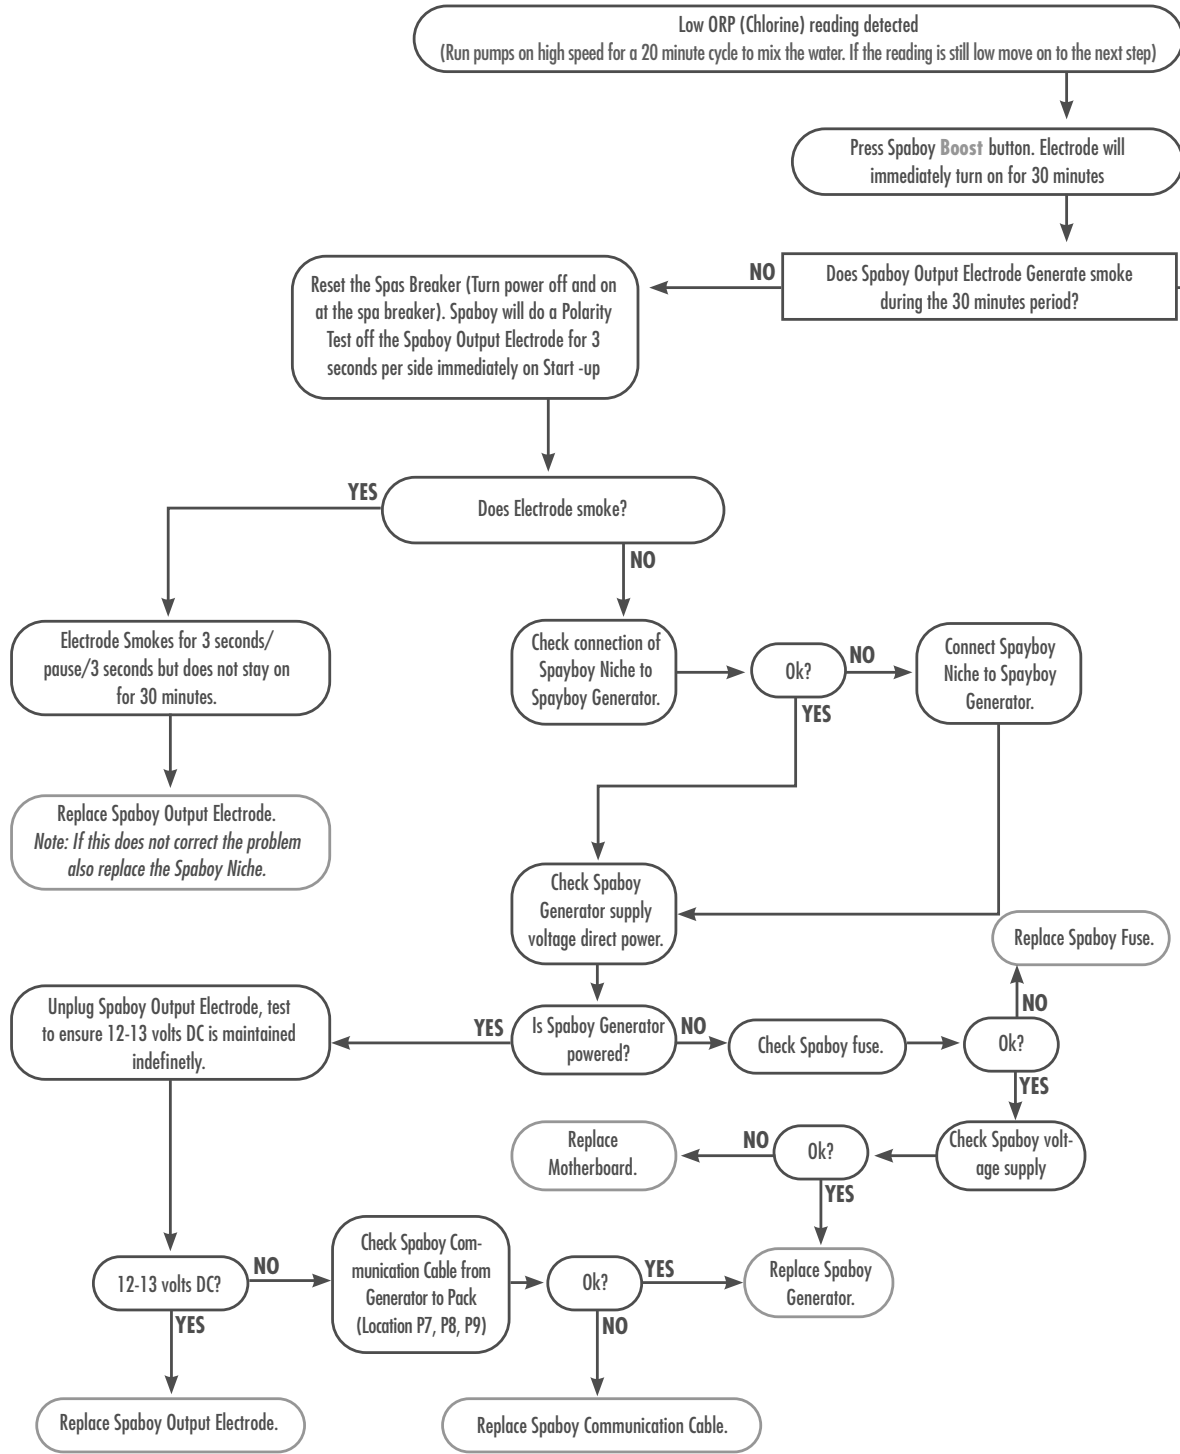 Low ORP (Chlorine) reading detected
(Run pumps on high speed for a 20 minute cycle to mix the water. If the reading is still low move on to the next step)
Press Spaboy Boost button. Electrode will
immediately turn on for 30 minutes
Does Spaboy Output Electrode Generate smoke
during the 30 minutes period?
NO
Reset the Spas Breaker (Turn power off and on
at the spa breaker). Spaboy will do a Polarity
Test off the Spaboy Output Electrode for 3
seconds per side immediately on Start -up
Does Electrode smoke?
YES
NO
Electrode Smokes for 3 seconds/
pause/3 seconds but does not stay on
for 30 minutes.
Replace Spaboy Output Electrode.
Note: If this does not correct the problem
also replace the Spaboy Niche.
Check connection of
Spayboy Niche to
Spayboy Generator.
Ok?
NO
YES
Connect Spayboy
Niche to Spayboy
Generator.
Check Spaboy
Generator supply
voltage direct power.
Is Spaboy Generator
powered?
YES
NO
Unplug Spaboy Output Electrode, test
to ensure 12-13 volts DC is maintained
indefinetly.
Check Spaboy fuse.
Ok?
NO
YES
Replace Spaboy Fuse.
Check Spaboy volt-
age supply
Ok?
NO
YES
Replace
Motherboard.
Replace Spaboy
Generator.
12-13 volts DC?
NO
YES
Check Spaboy Com-
munication Cable from
Generator to Pack
(Location P7, P8, P9)
Ok?
YES
NO
Replace Spaboy Output Electrode.
Replace Spaboy Communication Cable.